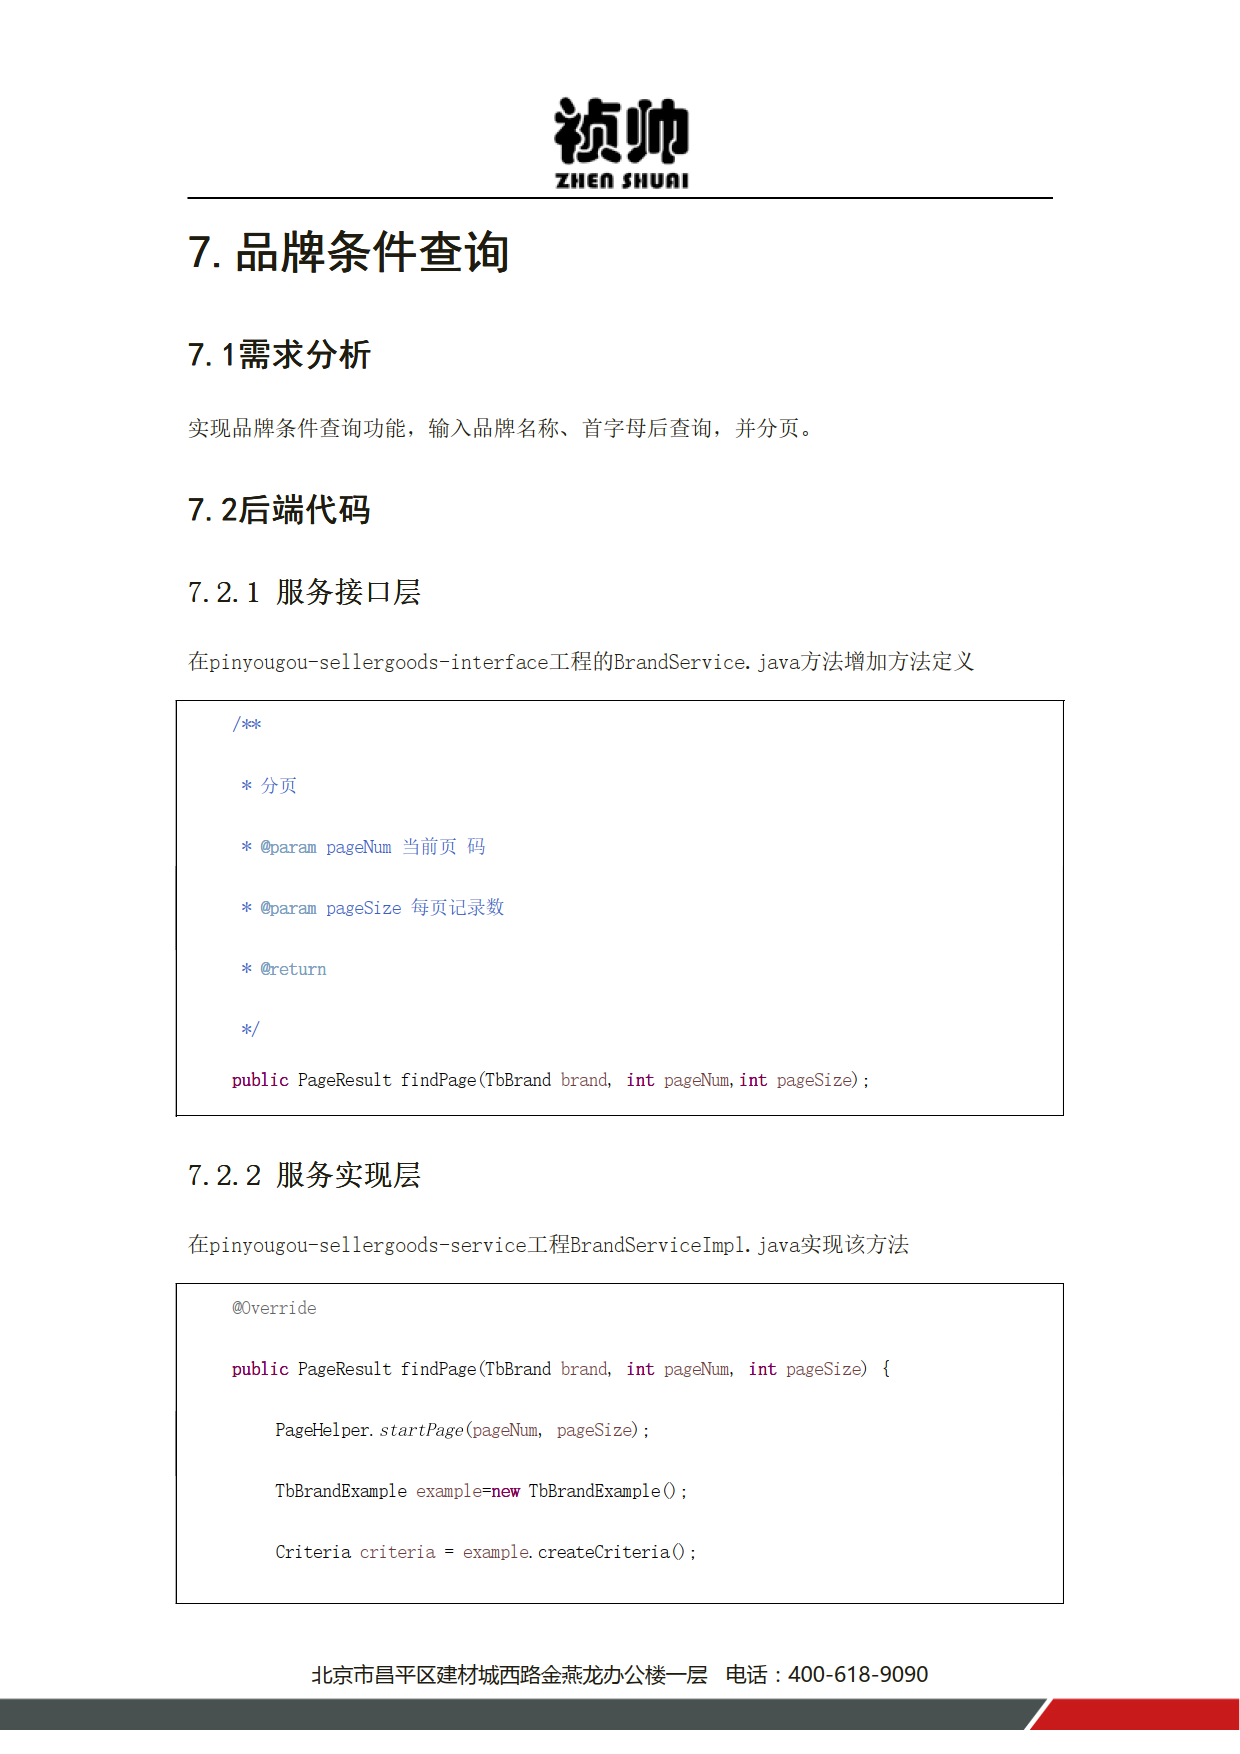 祯帅
ZHEN SHUAI
7.品牌条件查询
7.1需求分析
实现品牌条件查询功能，输入品牌名称、首字母后查询，并分页。
7.2后端代码
7.2.1 服务接口层
在pinyougou-sellergoods-interface工程的BrandService.java方法增加方法定义
/**
* 分页
* @param pageNum 当前页 码
* @param pageSize 每页记录数
* @return
*/
public PageResult findPage(TbBrand brand, int pageNum,int pageSize);
7.2.2 服务实现层
在pinyougou-sellergoods-service工程BrandServiceImpl.java实现该方法
@Override
public PageResult findPage(TbBrand brand, int pageNum, int pageSize) {
PageHelper.startPage(pageNum, pageSize);
TbBrandExample example=new TbBrandExample();
Criteria criteria = example.createCriteria();
北京市昌平区建材城西路金燕龙办公楼一层 电话：400-618-9090